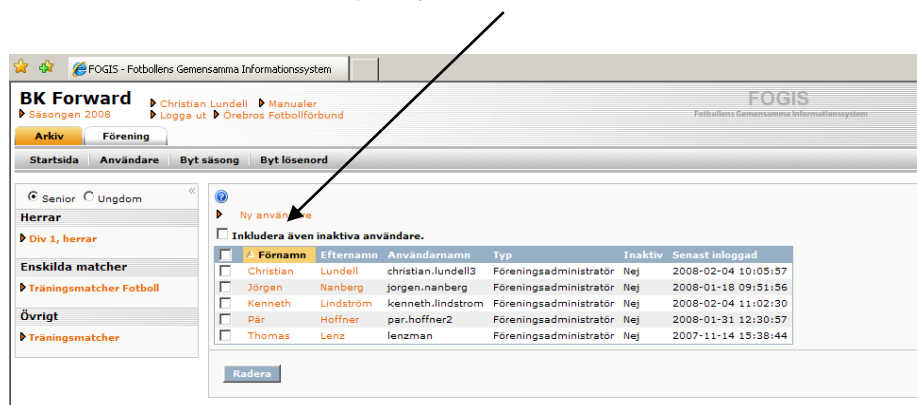 FOGIS - Fotbollens Gemensamma Informationssystem
BK Forward
Säsongen 2008
Christian Lundell Manualer
Logga ut Örebros Fotbollförbund
FOGIS
Fotbollens Gemensamma Informationssystem
Arkiv Förening
Startsida Användare Byt säsong Byt lösenord
Senior Ungdom
Herrar
Div 1, herrar
Enskilda matcher
Träningsmatcher Fotboll
Övrigt
Träningsmatcher
Ny användare
Inkludera även inaktiva användare.
Förnamn Efternamn Användarnamn Typ Inaktiv Senast inloggad
Christian Lundell christian.lundell3 Föreningsadministratör Nej 2008-02-04 10:05:57
Jörgen Nanberg jorgen.nanberg Föreningsadministratör Nej 2008-01-18 09:51:56
Kenneth Lindström kenneth.lindstrom Föreningsadministratör Nej 2008-02-04 11:02:30
Pär Hoffner par.hoffner2 Föreningsadministratör Nej 2008-01-31 12:30:57
Thomas Lenz lenzman Föreningsadministratör Nej 2007-11-14 15:38:44
Radera